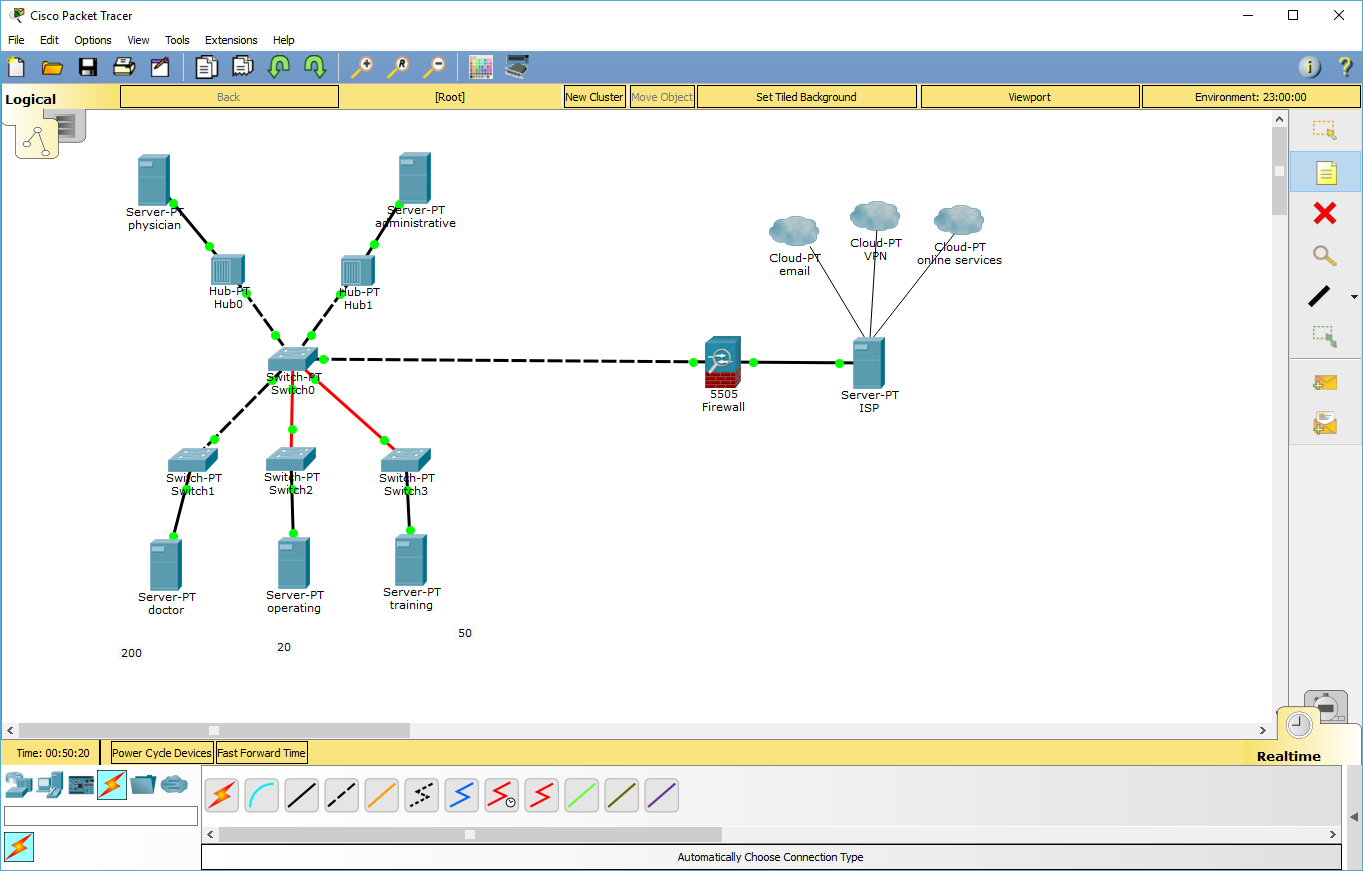 Cisco Packet Tracer
File Edit Options View Tools Extensions Help
Logical
Back
[Root]
New Cluster
Move Object
Set Tiled Background
Viewport
Environment: 23:00:00
Server-PT
physician
Server-PT
administrative
Hub-PT
Hub0
Hub-PT
Hub1
Switch-PT
Switch0
Cloud-PT
email
Cloud-PT
VPN
Cloud-PT
online services
5505
Firewall
Server-PT
ISP
Switch-PT
Switch1
Switch-PT
Switch2
Switch-PT
Switch3
Server-PT
doctor
Server-PT
operating
Server-PT
training
200
20
50
Time: 00:50:20
Power Cycle Devices
Fast Forward Time
Realtime
Automatically Choose Connection Type